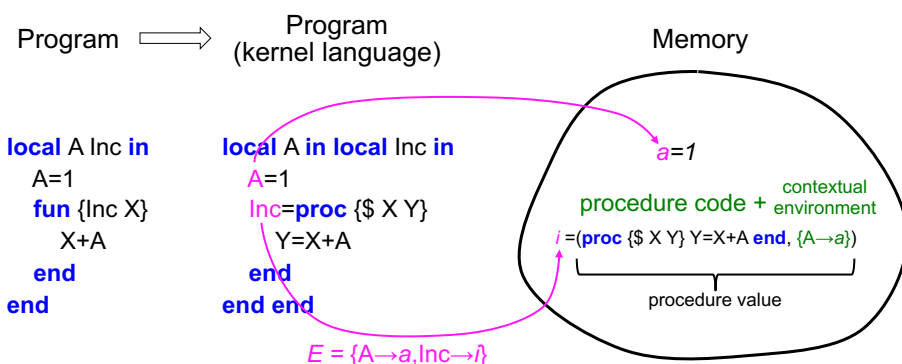 Program
Program
(kernel language)
Memory
local A Inc in
A=1
fun {Inc X}
X+A
end
end
local A in local Inc in
A=1
Inc=proc {$ X Y}
Y=X+A
end
end end
E = {A→a,Inc→i}
a=1
procedure code + contextual environment
i =(proc {$ X Y} Y=X+A end, {A→a})
procedure value